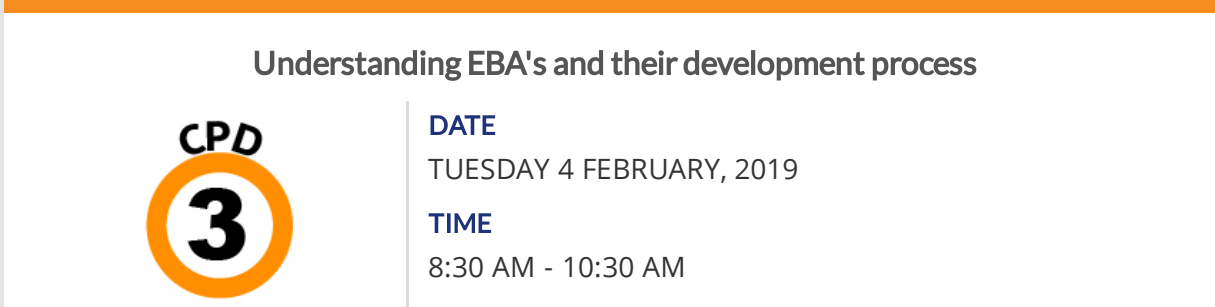 Understanding EBA's and their development process
CPD
3
DATE
TUESDAY 4 FEBRUARY, 2019
TIME
8:30 AM - 10:30 AM